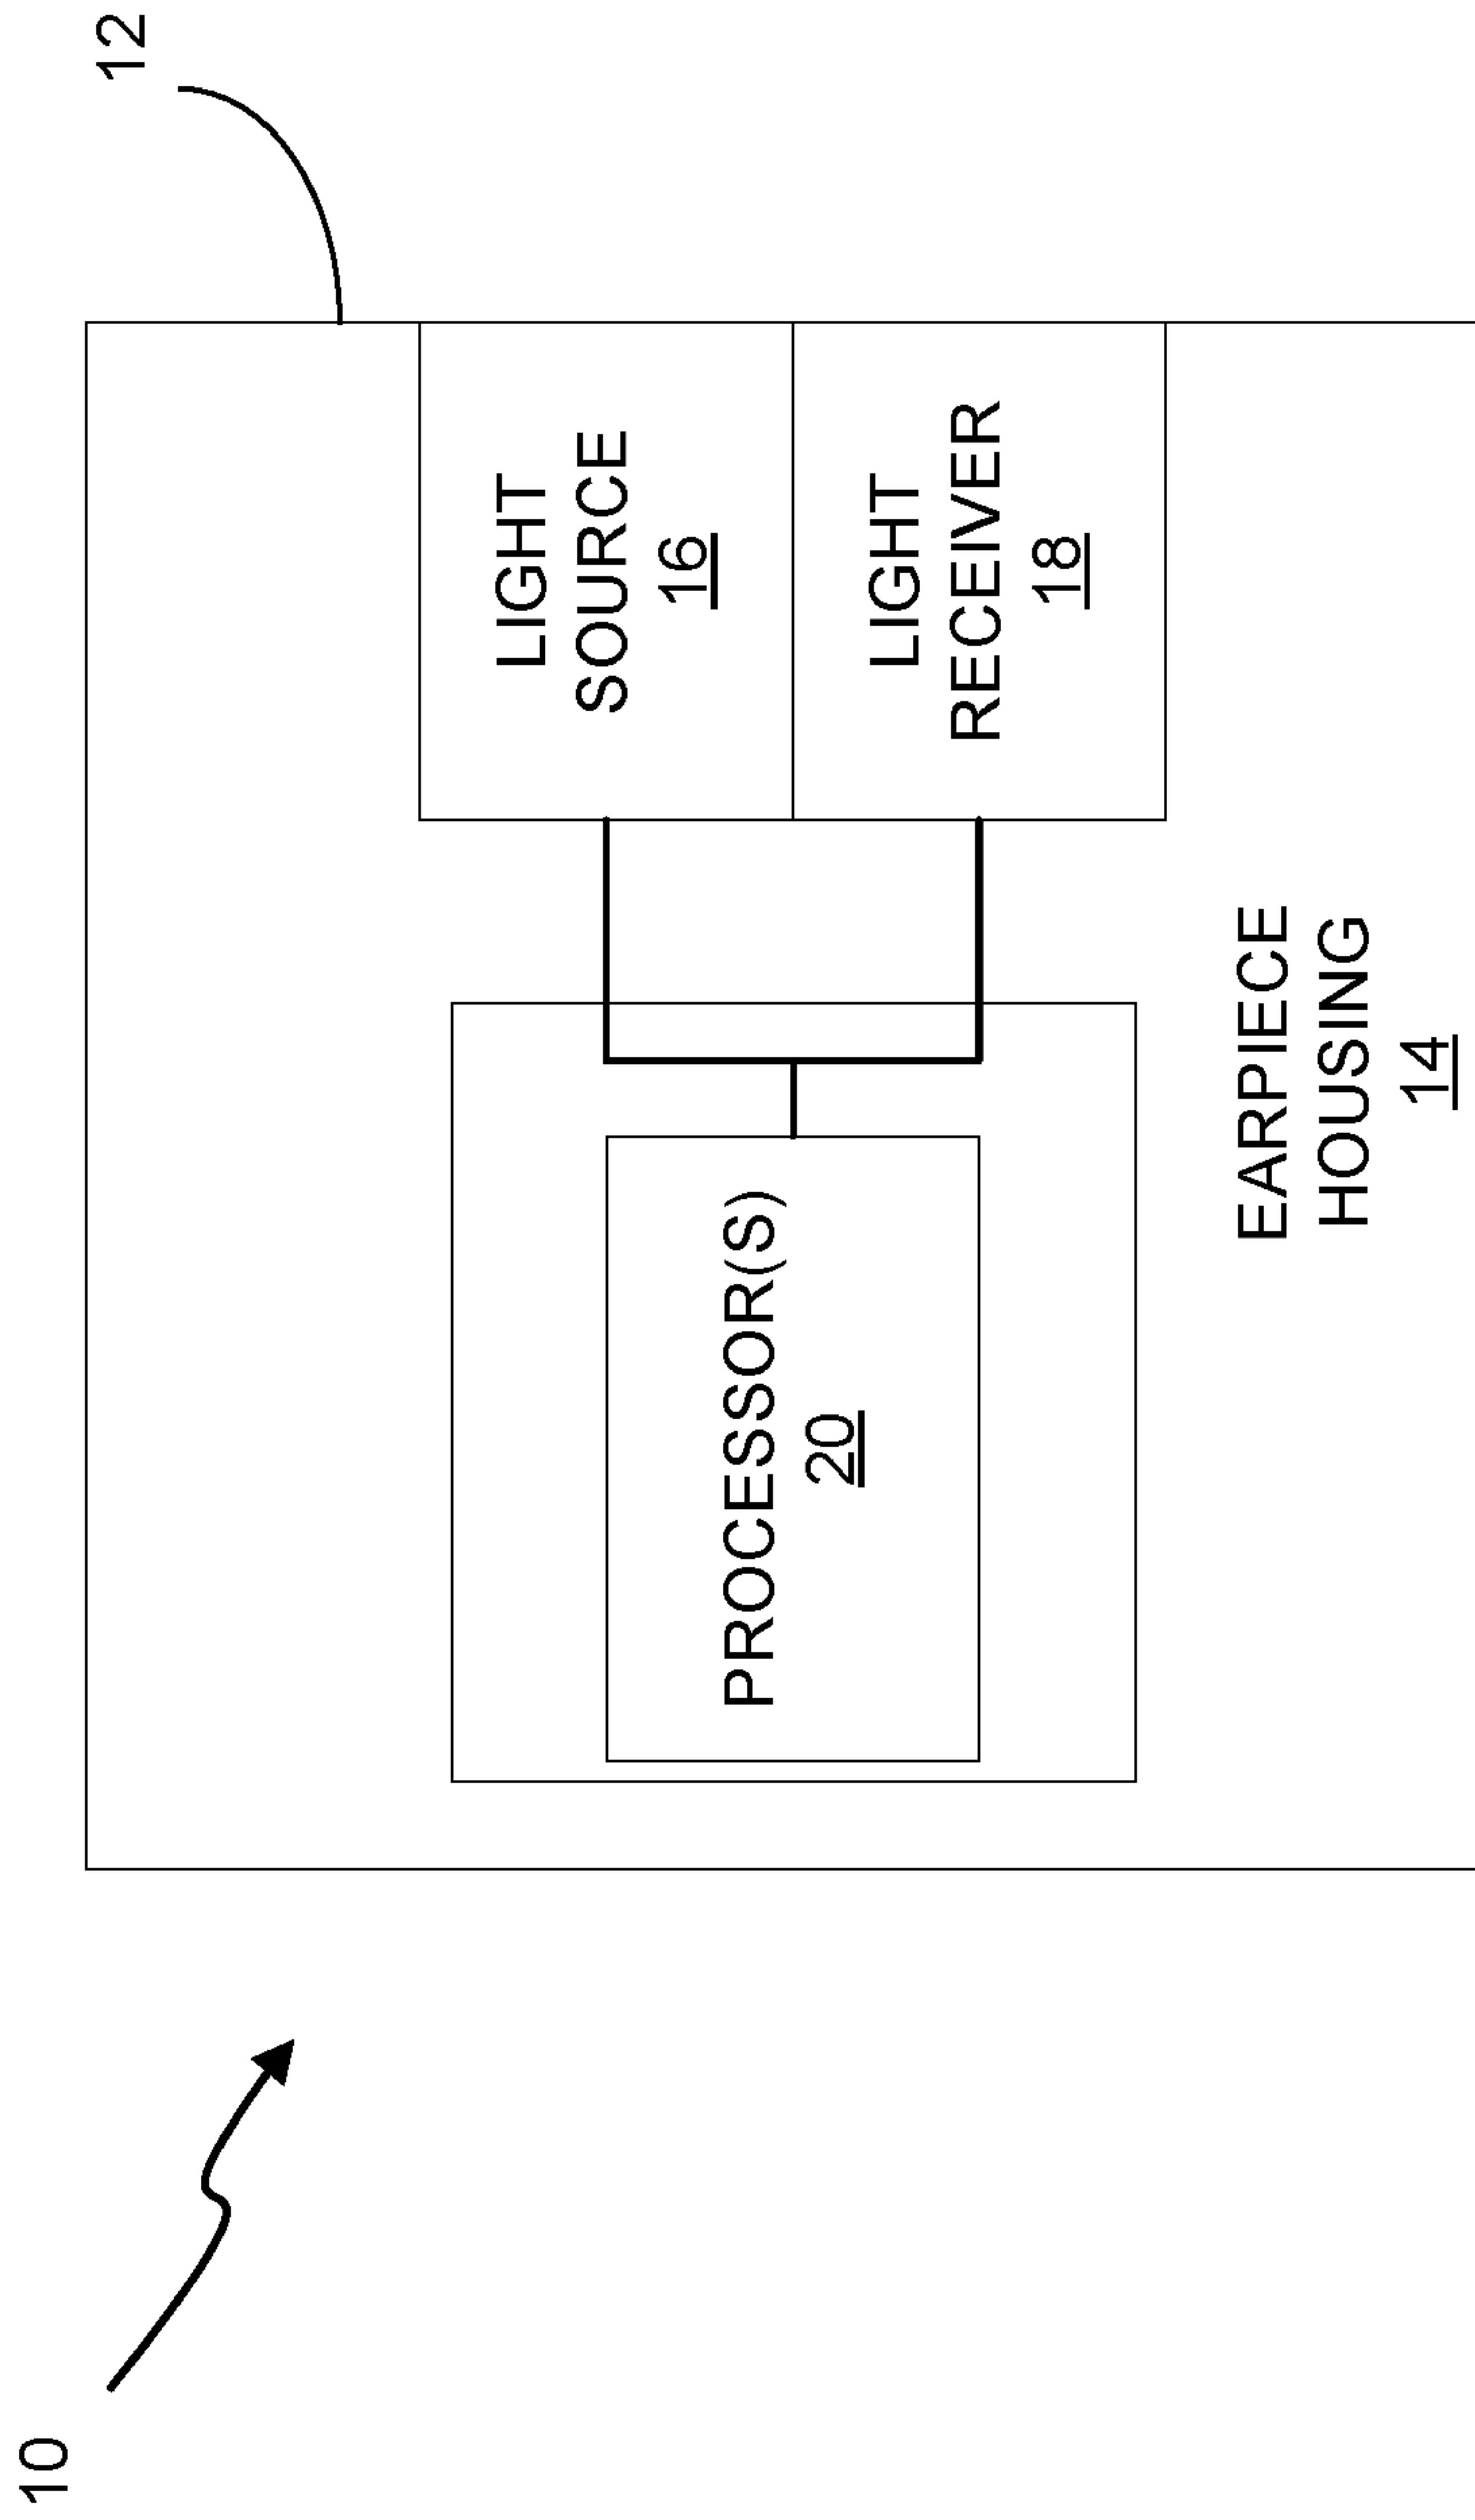 12
LIGHT
SOURCE
16
LIGHT
RECEIVER
18
PROCESSOR(S)
20
EARPIECE
HOUSING
14
10